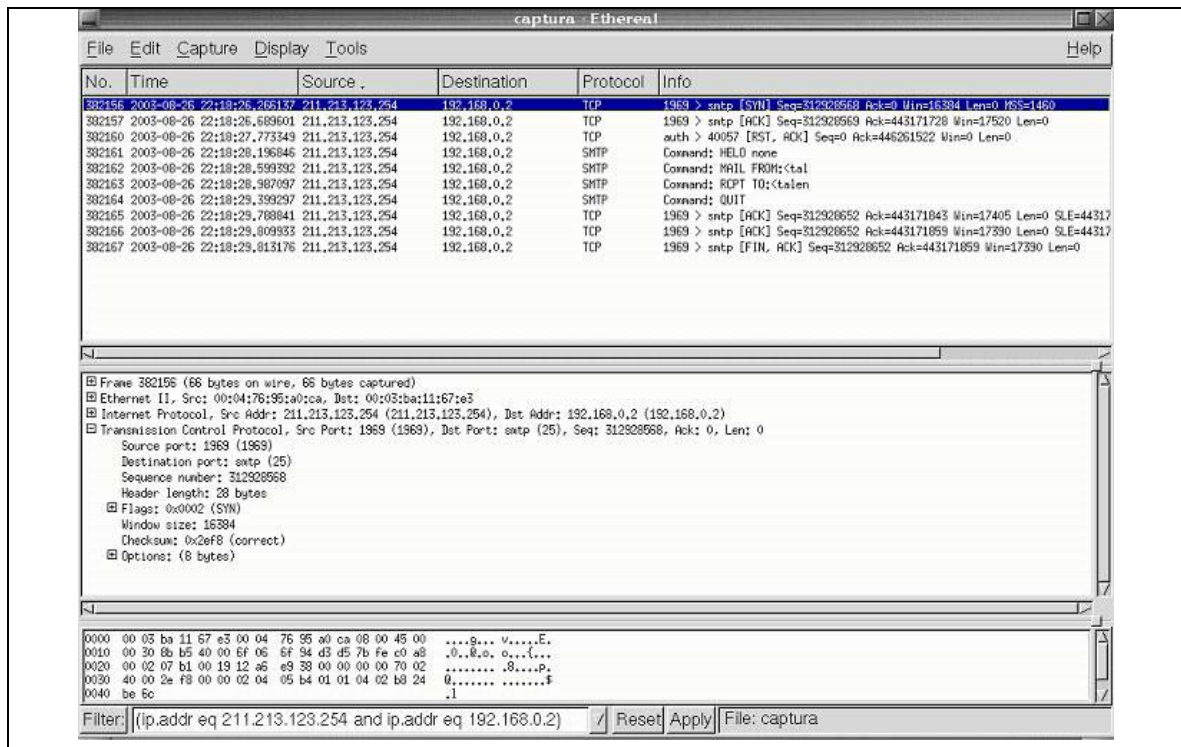 captura - Ethereal
File Edit Capture Display Tools Help
No. Time Source . Destination Protocol Info
382156 2003-08-26 22:18:26.266137 211.213.123.254 192.168.0.2 TCP 1969 > smtp [SYN] Seq=312928568 Ack=0 Win=16384 Len=0 MSS=1460
382157 2003-08-26 22:18:26.689601 211.213.123.254 192.168.0.2 TCP 1969 > smtp [ACK] Seq=312928569 Ack=443171728 Win=17520 Len=0
382160 2003-08-26 22:18:27.773349 211.213.123.254 192.168.0.2 TCP auth > 40057 [RST, ACK] Seq=0 Ack=446261522 Win=0 Len=0
382161 2003-08-26 22:18:28.196846 211.213.123.254 192.168.0.2 SMTP Command: HELO none
382162 2003-08-26 22:18:28.599392 211.213.123.254 192.168.0.2 SMTP Command: MAIL FROM:<tal
382163 2003-08-26 22:18:28.987097 211.213.123.254 192.168.0.2 SMTP Command: RCPT TO:<talen
382164 2003-08-26 22:18:29.399297 211.213.123.254 192.168.0.2 SMTP Command: QUIT
382165 2003-08-26 22:18:29.788841 211.213.123.254 192.168.0.2 TCP 1969 > smtp [ACK] Seq=312928652 Ack=443171843 Win=17405 Len=0 SLE=44317
382166 2003-08-26 22:18:29.809933 211.213.123.254 192.168.0.2 TCP 1969 > smtp [ACK] Seq=312928652 Ack=443171859 Win=17390 Len=0 SLE=44317
382167 2003-08-26 22:18:29.813176 211.213.123.254 192.168.0.2 TCP 1969 > smtp [FIN, ACK] Seq=312928652 Ack=443171859 Win=17390 Len=0
Frame 382156 (66 bytes on wire, 66 bytes captured)
Ethernet II, Src: 00:04:76:95:a0:ca, Dst: 00:03:ba:11:67:e3
Internet Protocol, Src Addr: 211.213.123.254 (211.213.123.254), Dst Addr: 192.168.0.2 (192.168.0.2)
Transmission Control Protocol, Src Port: 1969 (1969), Dst Port: smtp (25), Seq: 312928568, Ack: 0, Len: 0
Source port: 1969 (1969)
Destination port: smtp (25)
Sequence number: 312928568
Header length: 28 bytes
Flags: 0x0002 (SYN)
Window size: 16384
Checksum: 0x2ef8 (correct)
Options: (8 bytes)
0000 00 03 ba 11 67 e3 00 04 76 95 a0 ca 08 00 45 00 ....g... v.....E.
0010 00 30 8b b5 40 00 6f 06 6f 94 d3 d5 7b fe c0 a8 .0..@.o. o...{...
0020 00 02 07 b1 00 19 12 a6 e9 38 00 00 00 00 70 02 ........ .8....p.
0030 40 00 2e f8 00 00 02 04 05 b4 01 01 04 02 b8 24 @....... .......$
0040 be 6c .l
Filter: (ip.addr eq 211.213.123.254 and ip.addr eq 192.168.0.2) / Reset Apply File: captura